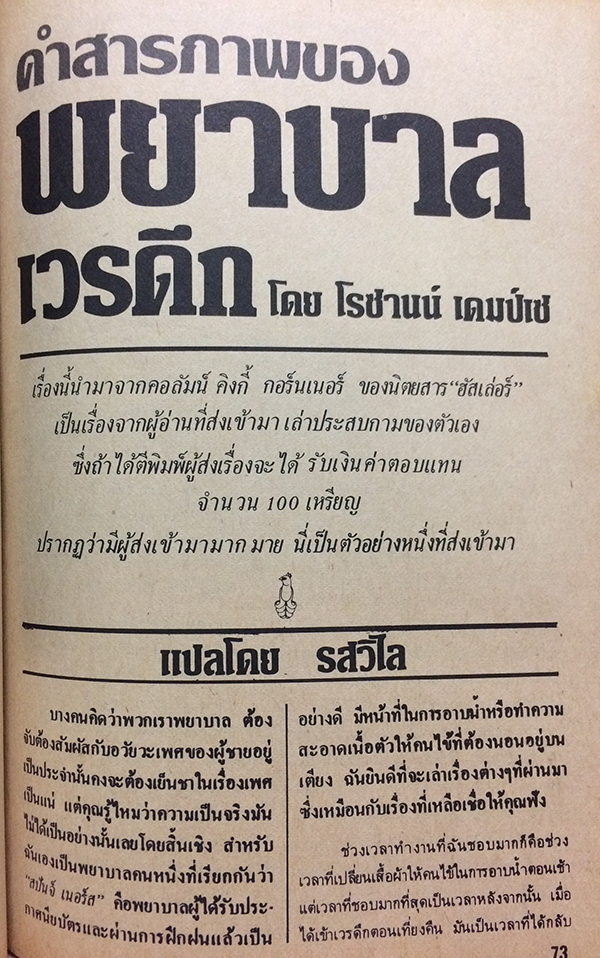 คำสารภาพของ
พยาบาล
เวรดึก โดย โรซานน์ เดมป์เซ
เรื่องนี้นำมาจากคอลัมน์ คิงกี้ กอร์นเนอร์ ของนิตยสาร“ฮัสเล่อร์”
เป็นเรื่องจากผู้อ่านที่ส่งเข้ามา เล่าประสบกามของตัวเอง
ซึ่งถ้าได้ตีพิมพ์ผู้ส่งเรื่องจะได้ รับเงินค่าตอบแทน
จำนวน 100 เหรียญ
ปรากฏว่ามีผู้ส่งเข้ามามากมาย นี่เป็นตัวอย่างหนึ่งที่ส่งเข้ามา
แปลโดย รสวิไล
บางคนคิดว่าพวกเราพยาบาล ต้อง
จับต้องสัมผัสกับอวัยวะเพศของผู้ชายอยู่
เป็นประจำนั้นคงจะต้องเย็นชาในเรื่องเพศ
เป็นแน่ แต่คุณรู้ไหมว่าความเป็นจริงมัน
ไม่ได้เป็นอย่างนั้นเลยโดยสิ้นเชิง สำหรับ
ฉันเองเป็นพยาบาลคนหนึ่งที่เรียกกันว่า
“สปันจ์ เนอร์ส” คือพยาบาลผู้ได้รับประ-
กาศนียบัตรและผ่านการฝึกฝนแล้วเป็น
อย่างดี มีหน้าที่ในการอาบน้ำหรือทำความ
สะอาดเนื้อตัวให้คนไข้ที่ต้องนอนอยู่บน
เตียง ฉันยินดีที่จะเล่าเรื่องต่างๆที่ผ่านมา
ซึ่งเหมือนกับเรื่องที่เหลือเชื่อให้คุณฟัง
ช่วงเวลาทำงานที่ฉันชอบมากก็คือช่วง
เวลาที่เปลี่ยนเสื้อผ้าให้คนไข้ในการอาบน้ำตอนเช้า
แต่เวลาที่ชอบมากที่สุดเป็นเวลาหลังจากนั้น เมื่อ
ได้เข้าเวรดึกตอนเที่ยงคืน มันเป็นเวลาที่ได้กลับ
73